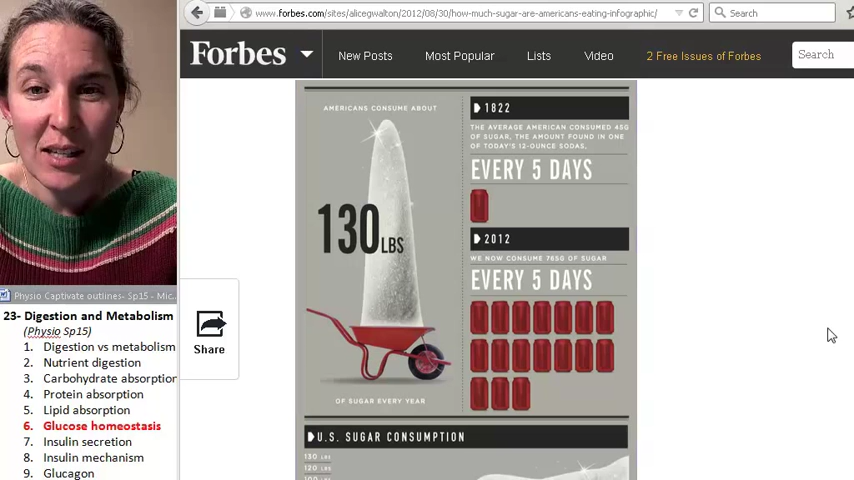 www.forbes.com/sites/alicegwalton/2012/08/30/how-much-sugar-are-americans-eating-infographic/
Search
Forbes
New Posts
Most Popular
Lists
Video
2 Free Issues of Forbes
Search
AMERICANS CONSUME ABOUT
130 LBS
OF SUGAR EVERY YEAR
1822
THE AVERAGE AMERICAN CONSUMED 45G
OF SUGAR, THE AMOUNT FOUND IN ONE
OF TODAY'S 12-OUNCE SODAS,
EVERY 5 DAYS
2012
WE NOW CONSUME 765G OF SUGAR
EVERY 5 DAYS
U.S. SUGAR CONSUMPTION
130 LBS
120 LBS
Share
Physio Captivate outlines- Sp15 - Mic...
23- Digestion and Metabolism
(Physio Sp15)
1. Digestion vs metabolism
2. Nutrient digestion
3. Carbohydrate absorption
4. Protein absorption
5. Lipid absorption
6. Glucose homeostasis
7. Insulin secretion
8. Insulin mechanism
9. Glucagon